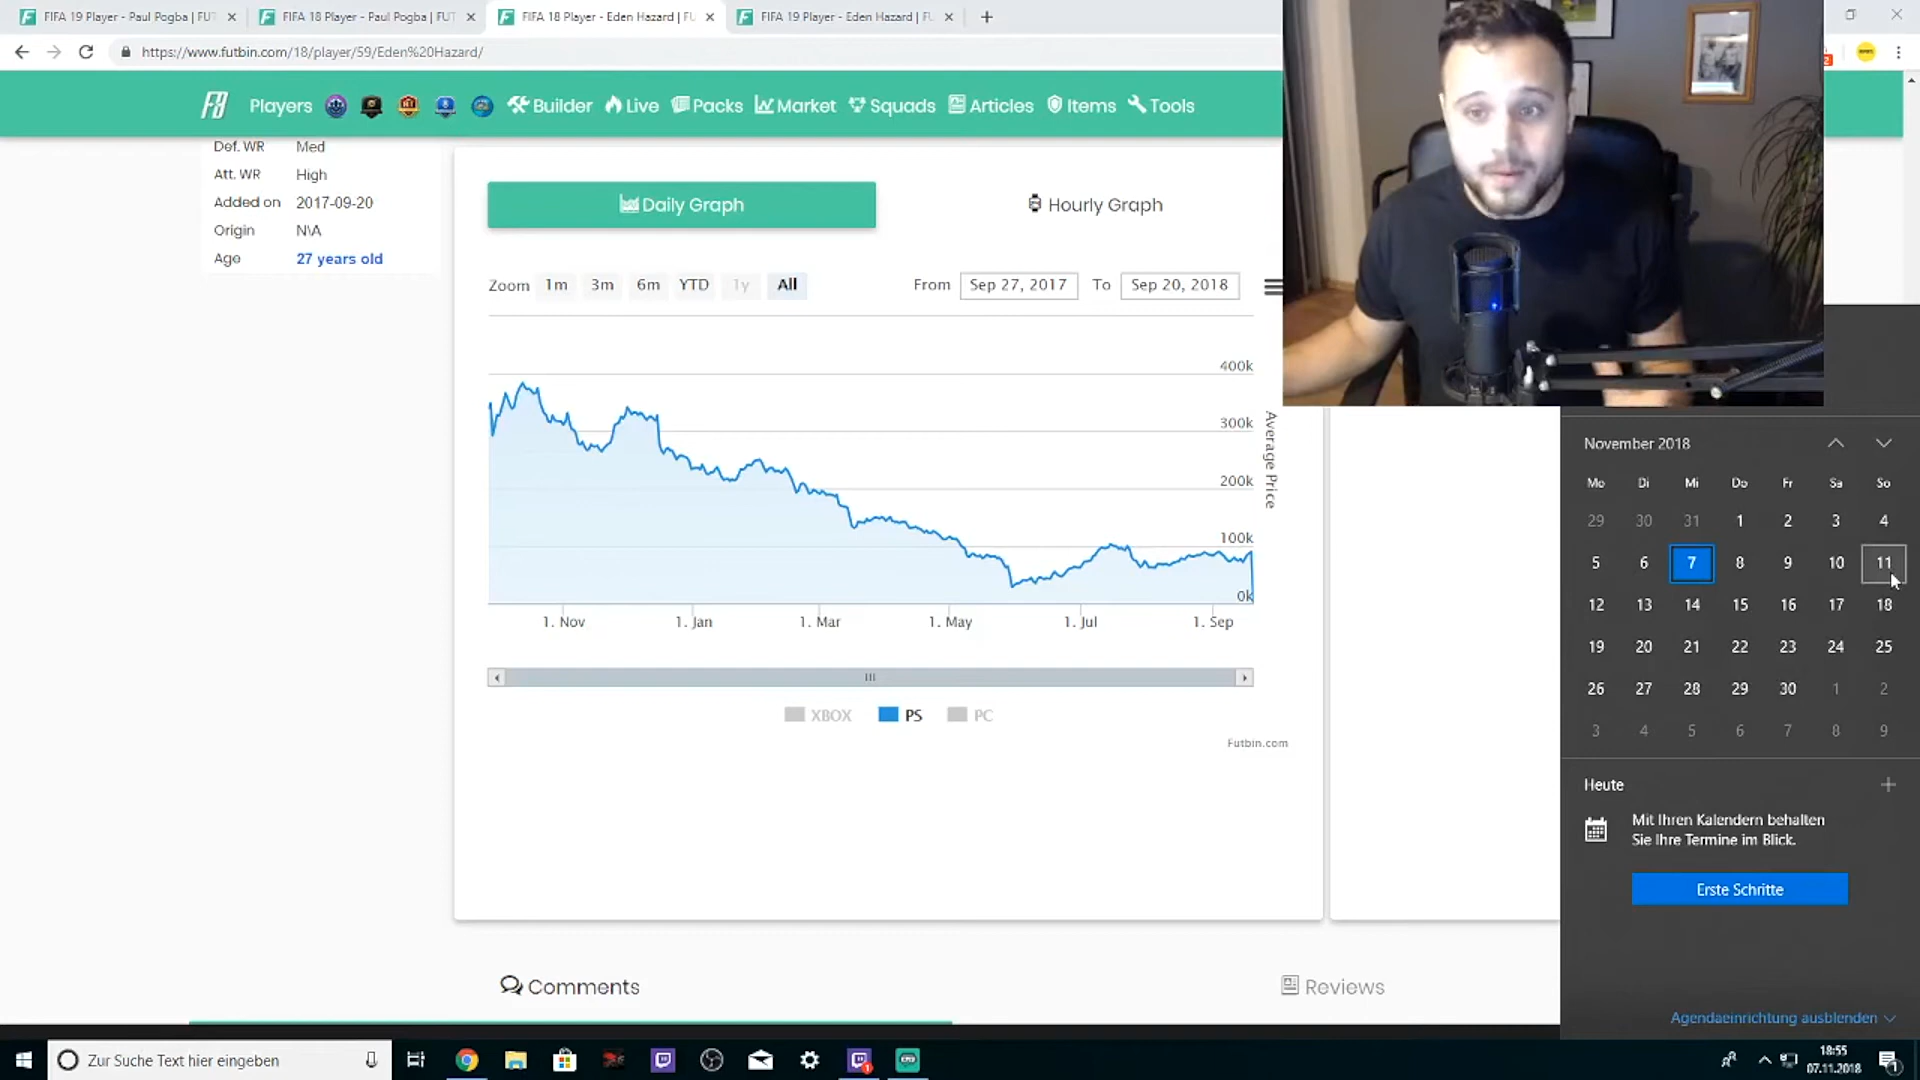 FIFA 19 Player - Paul Pogba | FUT
FIFA 18 Player - Paul Pogba | FUT
FIFA 18 Player - Eden Hazard | FU
FIFA 19 Player - Eden Hazard | FU
https://www.futbin.com/18/player/59/Eden%20Hazard/
Players
Builder
Live
Packs
Market
Squads
Articles
Items
Tools
Def. WR Med
Att. WR High
Added on 2017-09-20
Origin N\A
Age 27 years old
Daily Graph
Hourly Graph
Zoom 1m 3m 6m YTD 1y All
From Sep 27, 2017 To Sep 20, 2018
400k
300k
200k
100k
0k
Average Price
1. Nov 1. Jan 1. Mar 1. May 1. Jul 1. Sep
XBOX PS PC
Futbin.com
Comments
Reviews
November 2018
Mo Di Mi Do Fr Sa So
29 30 31 1 2 3 4
5 6 7 8 9 10 11
12 13 14 15 16 17 18
19 20 21 22 23 24 25
26 27 28 29 30 1 2
3 4 5 6 7 8 9
Heute
Mit Ihren Kalendern behalten
Sie Ihre Termine im Blick.
Erste Schritte
Agendaeinrichtung ausblenden
Zur Suche Text hier eingeben
18:55
07.11.2018